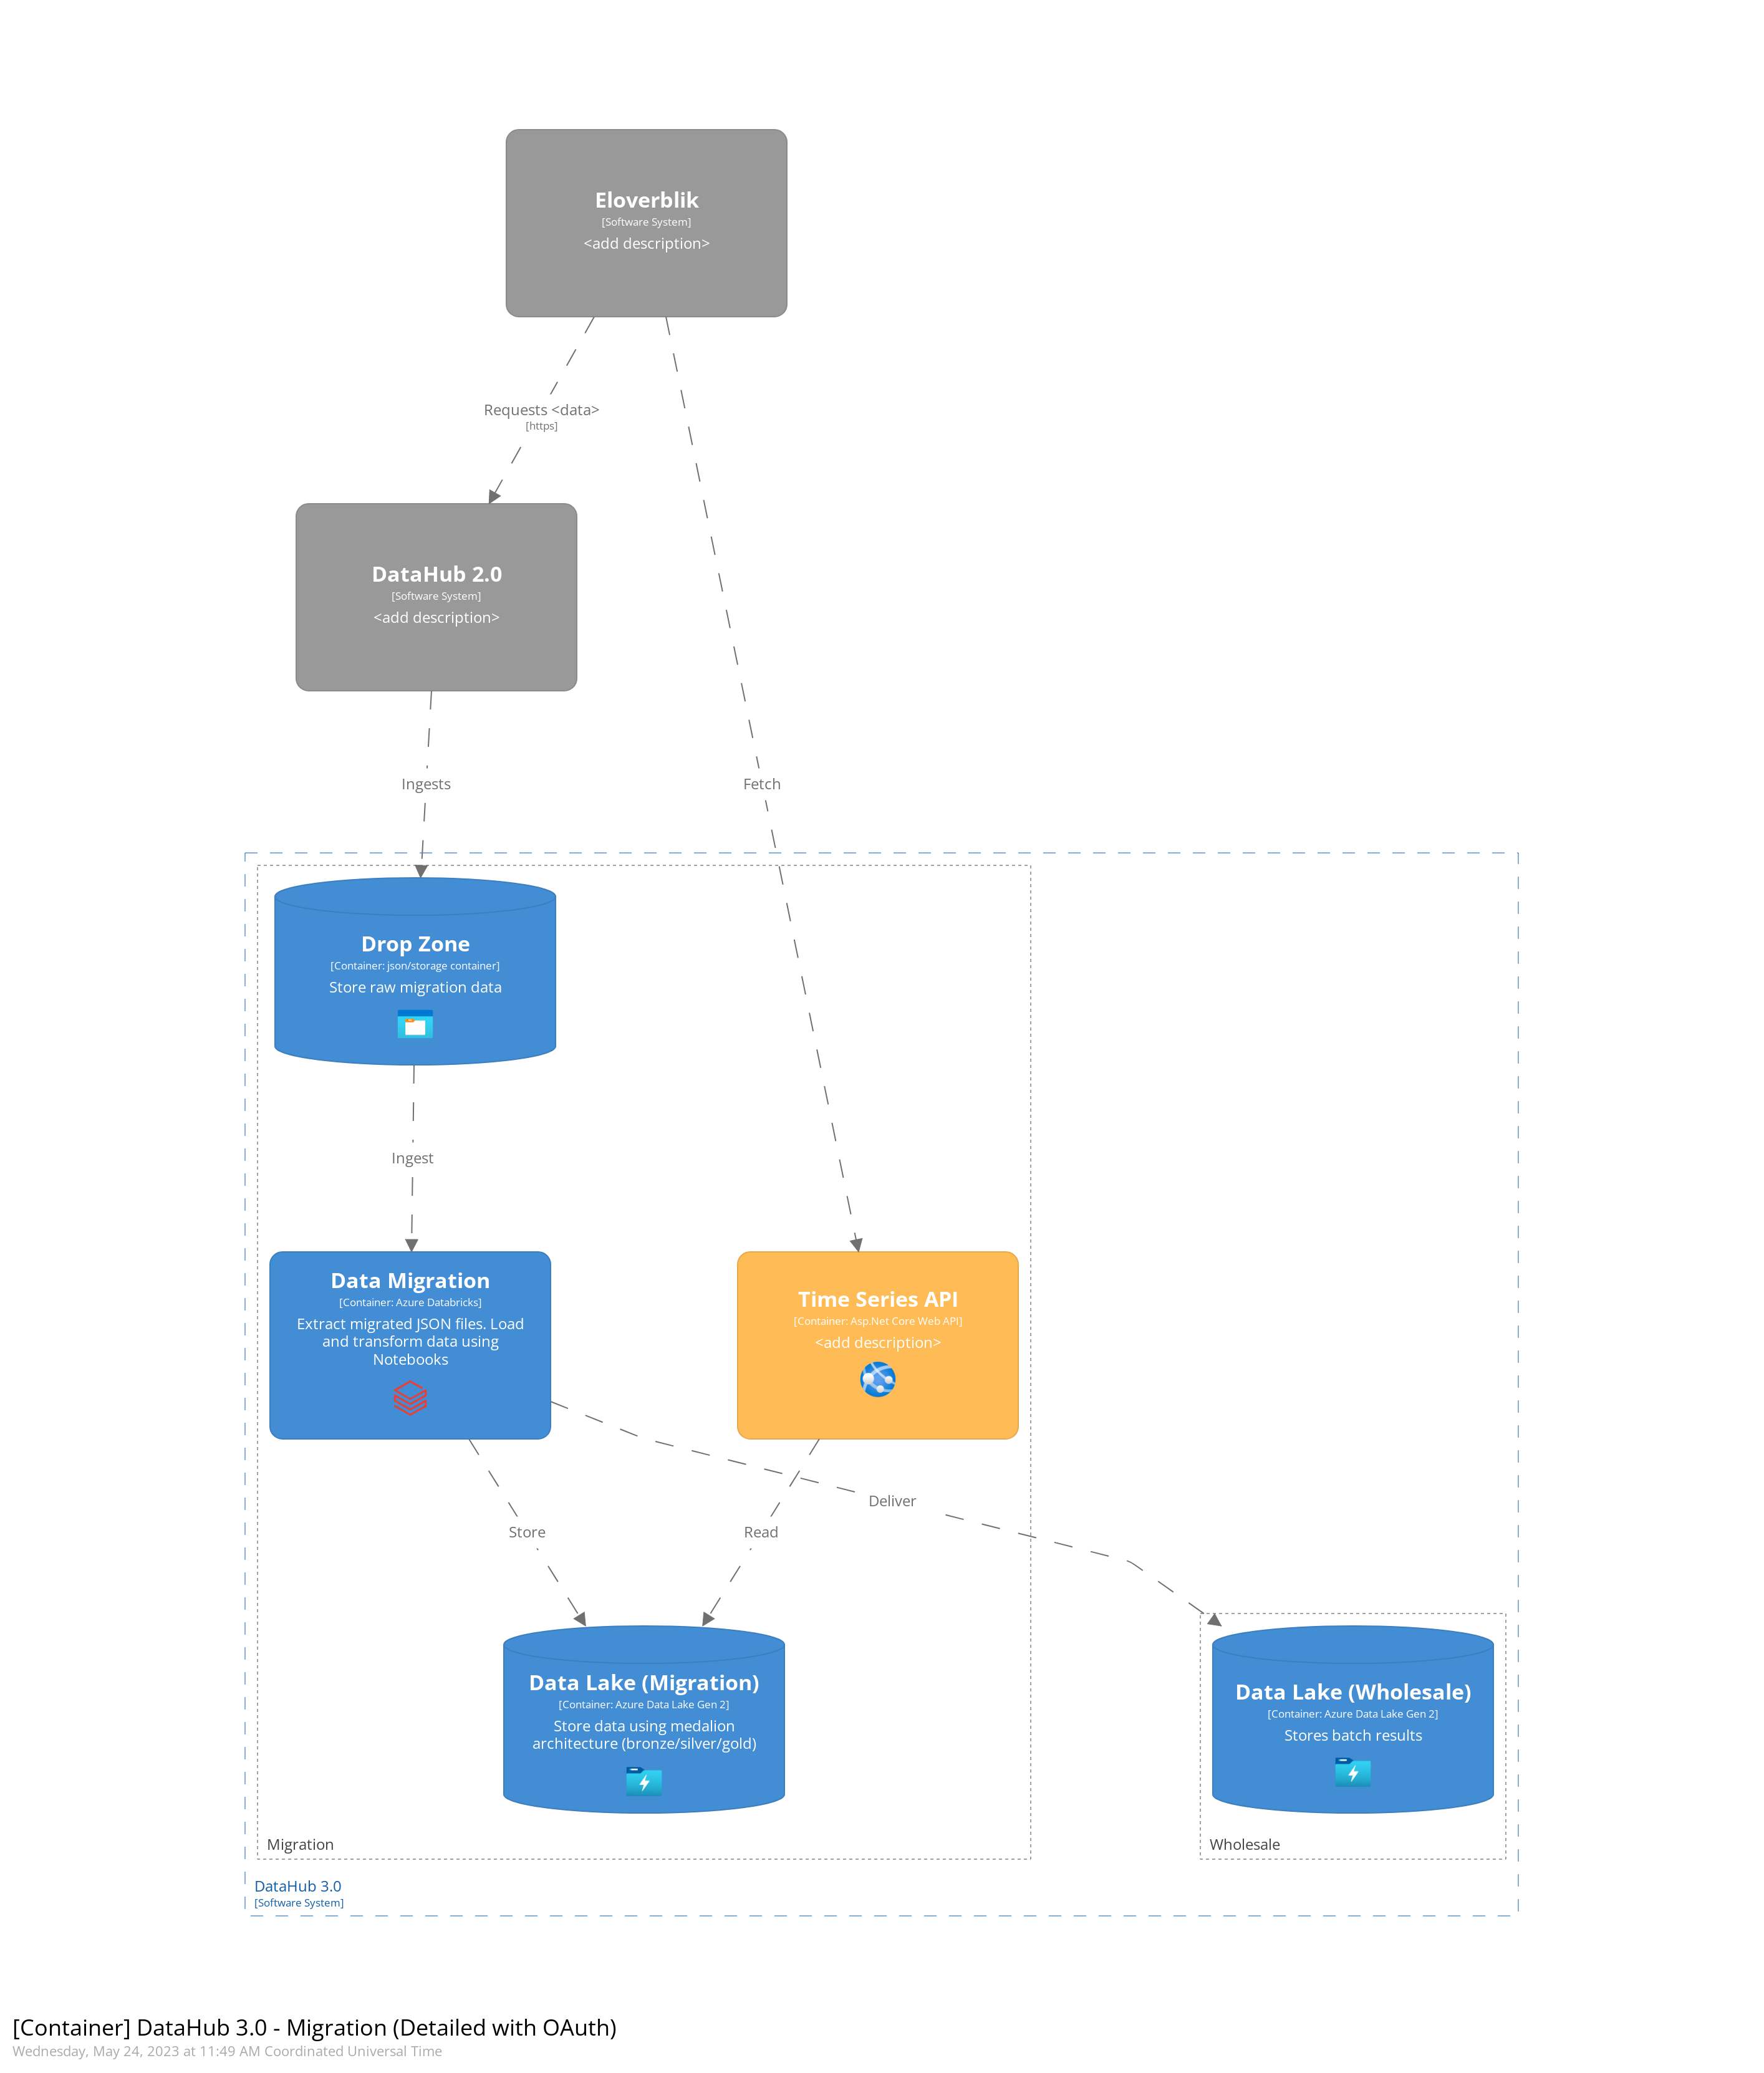 Eloverblik
[Software System]
<add description>
Requests <data>
[https]
DataHub 2.0
[Software System]
<add description>
Ingests
Fetch
Drop Zone
[Container: json/storage container]
Store raw migration data
Ingest
Data Migration
[Container: Azure Databricks]
Extract migrated JSON files. Load
and transform data using
Notebooks
Time Series API
[Container: Asp.Net Core Web API]
<add description>
Deliver
Store
Read
Data Lake (Migration)
[Container: Azure Data Lake Gen 2]
Store data using medalion
architecture (bronze/silver/gold)
Data Lake (Wholesale)
[Container: Azure Data Lake Gen 2]
Stores batch results
Migration
Wholesale
DataHub 3.0
[Software System]
[Container] DataHub 3.0 - Migration (Detailed with OAuth)
Wednesday, May 24, 2023 at 11:49 AM Coordinated Universal Time